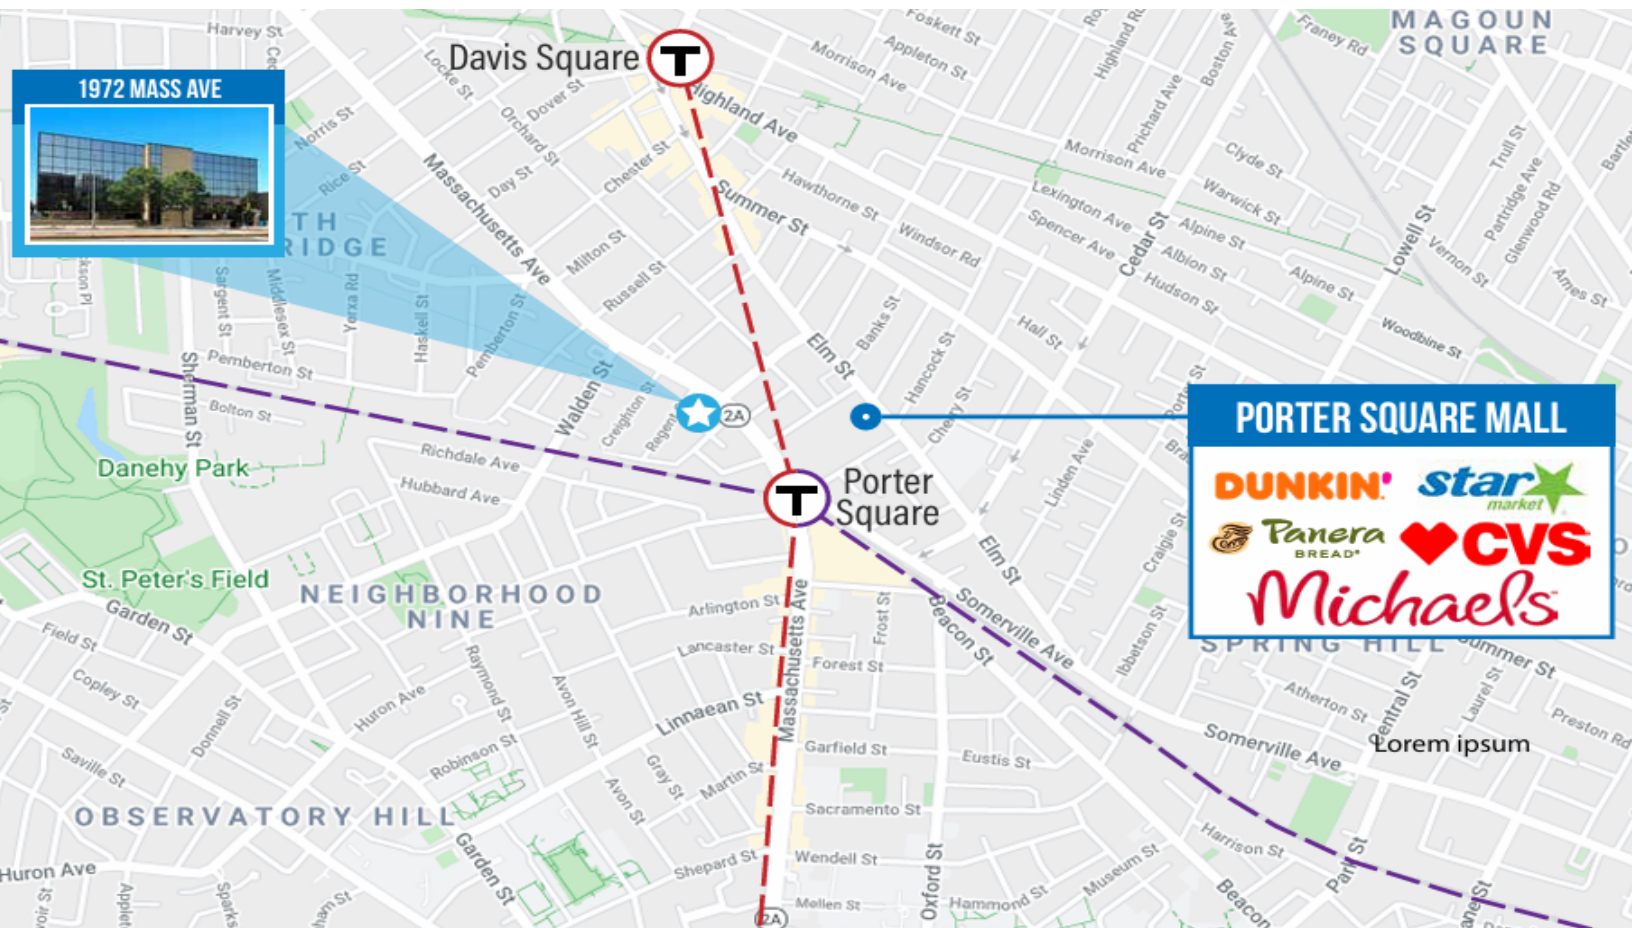 MAGOUN
SQUARE
Harvey St
Foskett St
Appleton St
Morrison Ave
Highland Ru
Boston Ave
Faney Rd
Davis Square
T
Locke St
Dover St
Orchard St
Highland Ave
Prichard Ave
Trull St
1972 MASS AVE
Norris St
Rice St
Massachusetts Ave
Day St
Chester St
Summer St
Hawthorne St
Windsor Rd
Morrison Ave
Clyde St
Warwick St
Lexington Ave
Spencer Ave
Alpine St
Albion St
Hudson St
Alpine St
Cedar St
Lowell St
Vernon St
Partridge Ave
Glenwood Rd
Ames St
TH
RIDGE
Milton St
Russell St
Sargent St
Middlesex St
Yerxa Rd
Haskell St
Pemberton St
Pemberton St
Sherman St
Bolton St
Walden St
Creighton St
Regent
2A
Elm St
Banks St
Hancock St
Cherry St
Hall St
Woodbine St
Linden Ave
Porter St
PORTER SQUARE MALL
DUNKIN'
star
market
Panera
BREAD
CVS
Michaels
Danehy Park
Richdale Ave
Hubbard Ave
T
Porter
Square
St. Peter's Field
Garden St
Field St
NEIGHBORHOOD
NINE
Elm St
Craigie St
Somerville Ave
Beacon St
Ibbetson St
SPRING HILL
Summer St
Arlington St
Lancaster St
Massachusetts Ave
Frost St
Forest St
Copley St
Donnell St
Huron Ave
Raymond St
Avon Hill St
Linnaean St
Garfield St
Eustis St
Atherton St
Central St
Laurel St
Preston Rd
Somerville Ave
Lorem ipsum
Saville St
Robinson St
Gray St
Martin St
Avon St
Sacramento St
OBSERVATORY HILL
Garden St
Shepard St
Wendell St
Oxford St
Museum St
Harrison St
Park St
Huron Ave
Mellen St
Hammond St
Beacon
2A